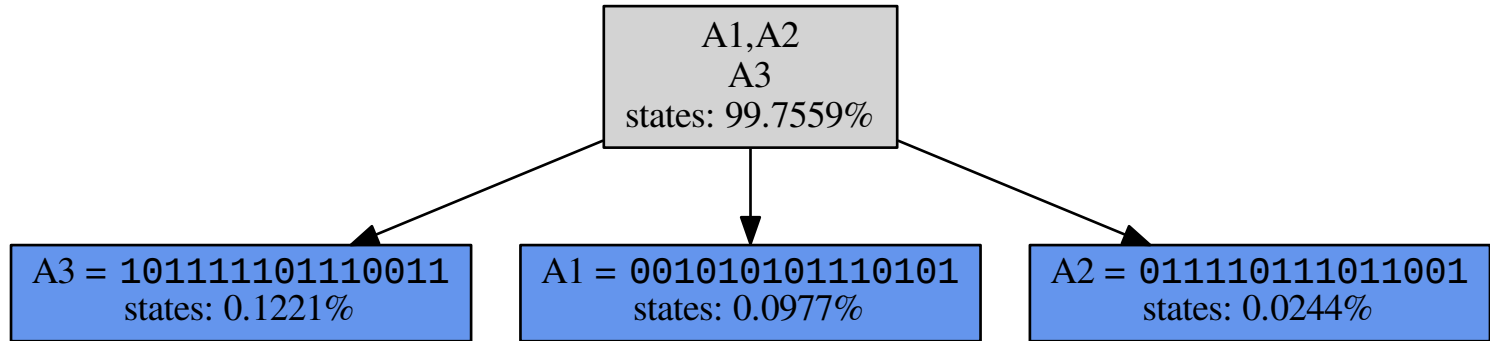 A1,A2
A3
states: 99.7559%
A3 = 101111101110011
states: 0.1221%
A1 = 001010101110101
states: 0.0977%
A2 = 011110111011001
states: 0.0244%